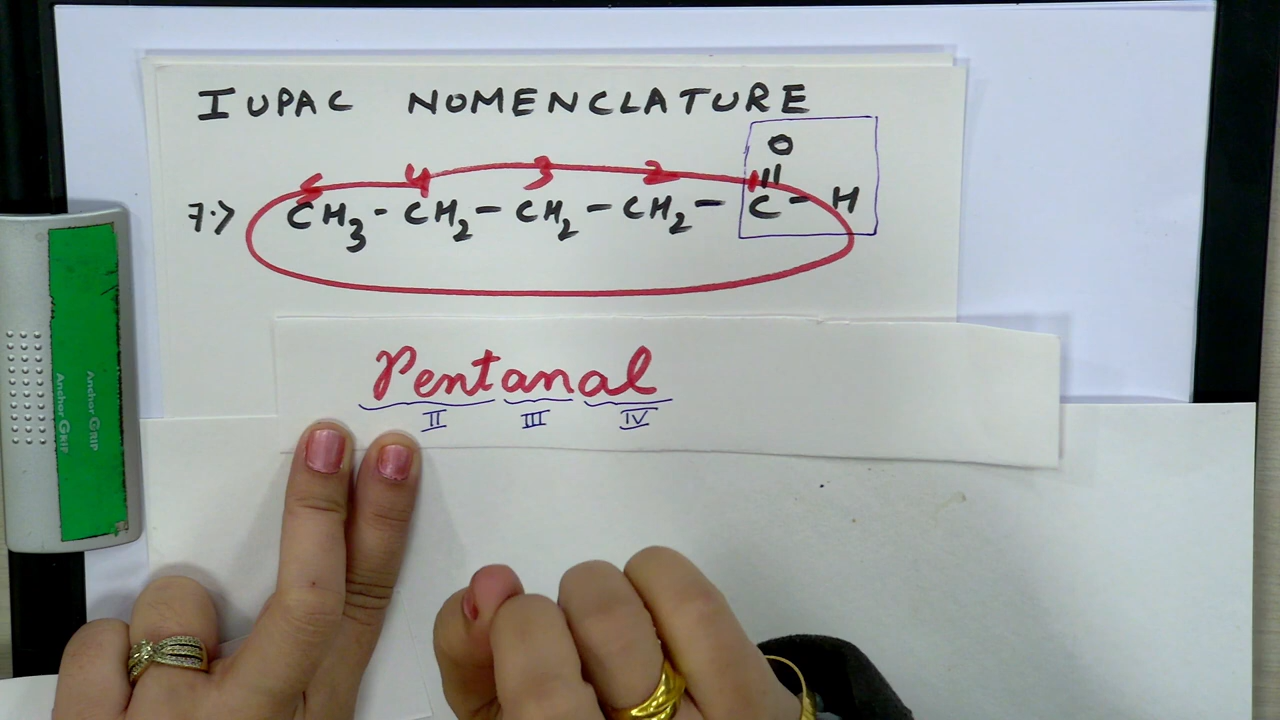 IUPAC NOMENCLATURE
O
5 4 3 2 1
7.> CH3 - CH2 - CH2 - CH2 - C - H
Pentanal
II III IV
Anchor GRIP
Anchor GRIP